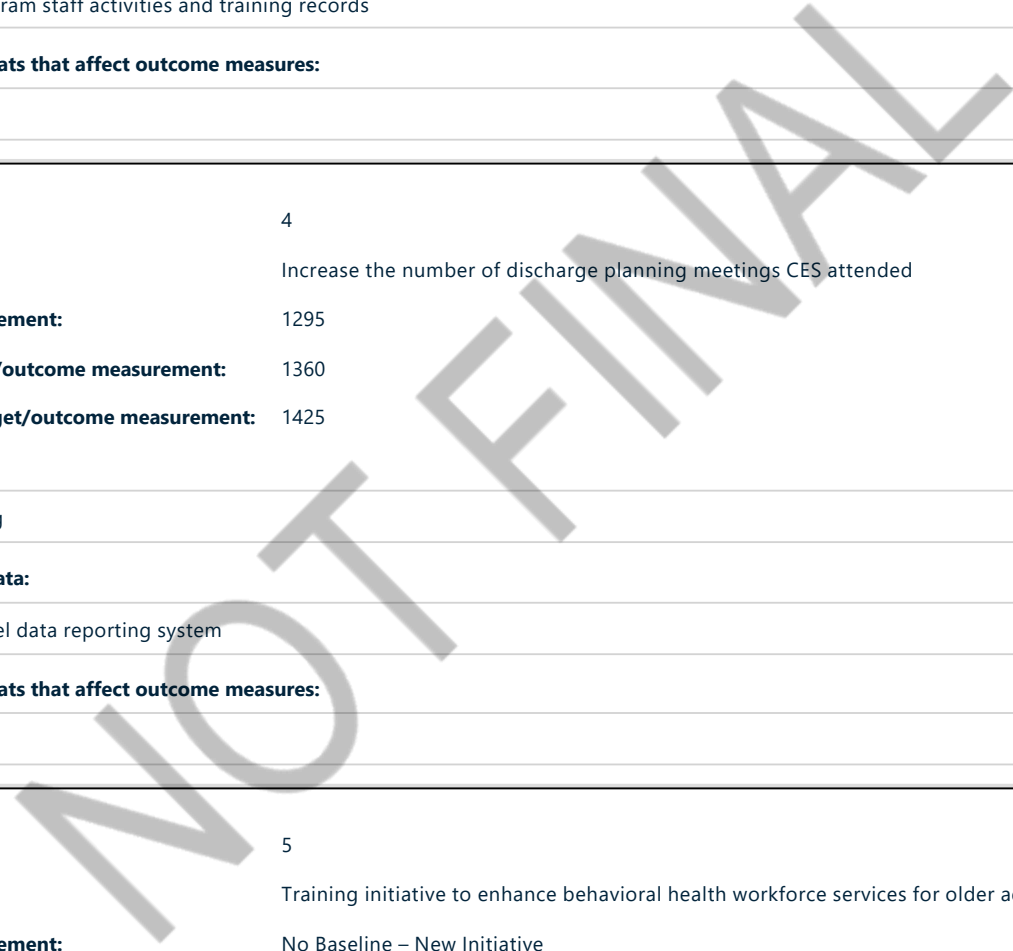 ram staff activities and training records
ats that affect outcome measures:
4
Increase the number of discharge planning meetings CES attended
ement: 1295
/outcome measurement: 1360
get/outcome measurement: 1425
g
ata:
el data reporting system
ats that affect outcome measures:
5
Training initiative to enhance behavioral health workforce services for older a
ement: No Baseline – New Initiative
NOT FINAL